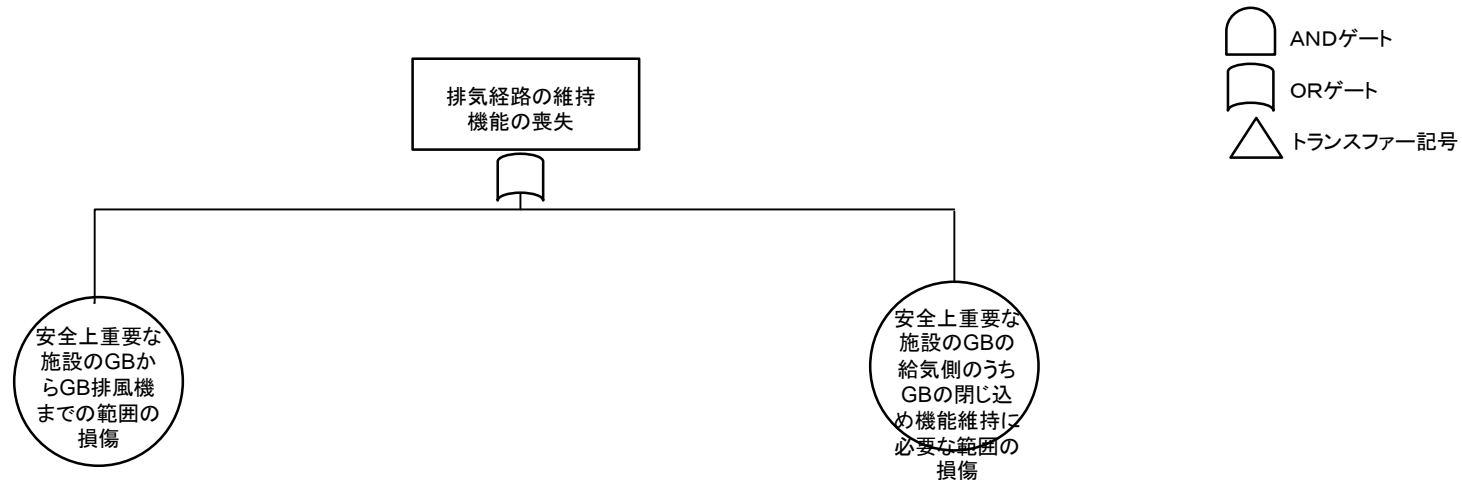 ANDゲート
ORゲート
トランスファー記号
排気経路の維持
機能の喪失
安全上重要な
施設のGBか
らGB排風機
までの範囲の
損傷
安全上重要な
施設のGBの
給気側のうち
GBの閉じ込
め機能維持に
必要な範囲の
損傷